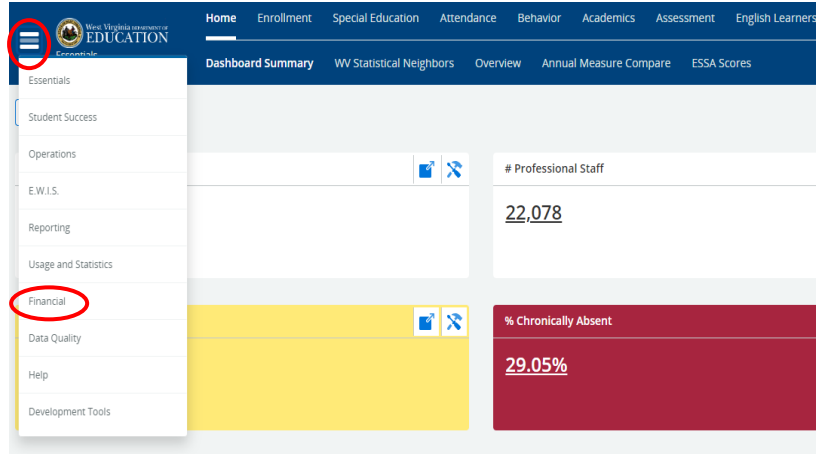 West Virginia DEPARTMENT OF
EDUCATION
Essentials
Home Enrollment Special Education Attendance Behavior Academics Assessment English Learners
Dashboard Summary WV Statistical Neighbors Overview Annual Measure Compare ESSA Scores
Essentials
Student Success
Operations
E.W.I.S.
Reporting
Usage and Statistics
Financial
Data Quality
Help
Development Tools
# Professional Staff
22,078
% Chronically Absent
29.05%